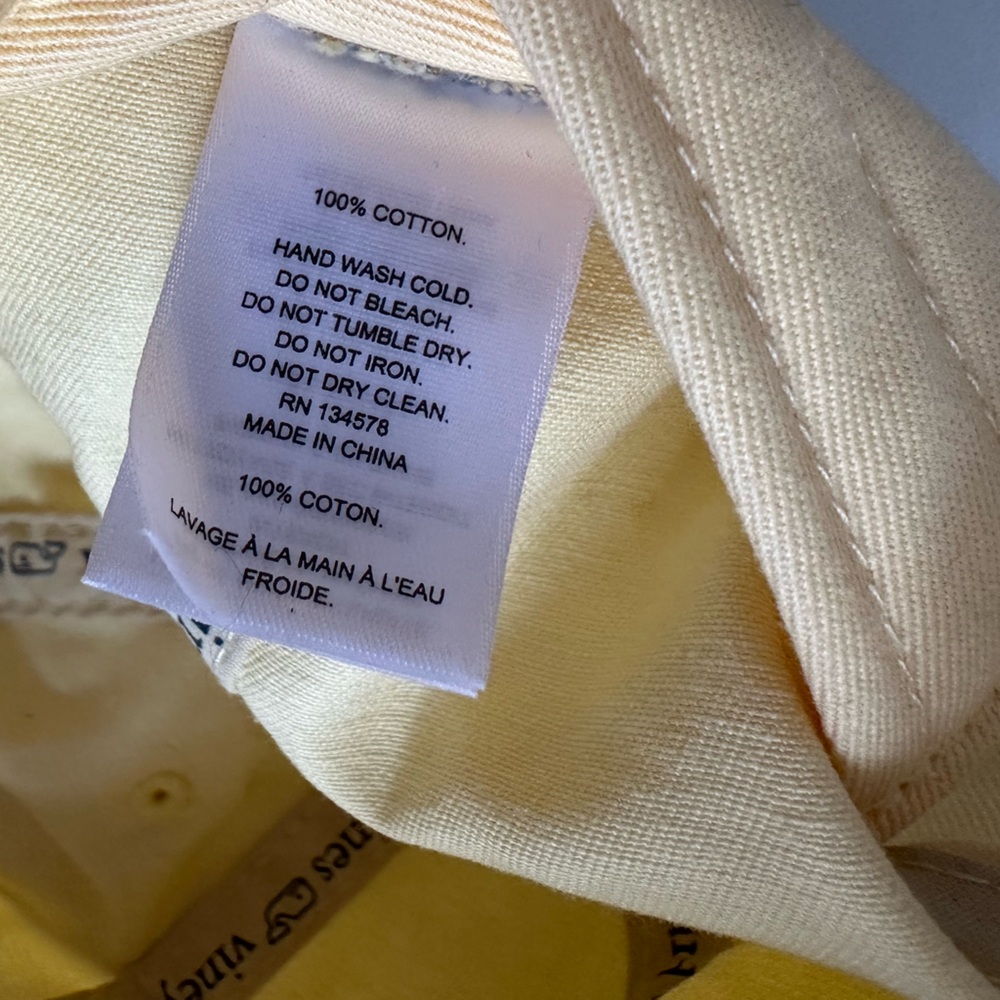 100% COTTON.
HAND WASH COLD.
DO NOT BLEACH.
DO NOT TUMBLE DRY.
DO NOT IRON.
DO NOT DRY CLEAN.
RN 134578
MADE IN CHINA
100% COTON.
LAVAGE À LA MAIN À L'EAU
FROIDE.